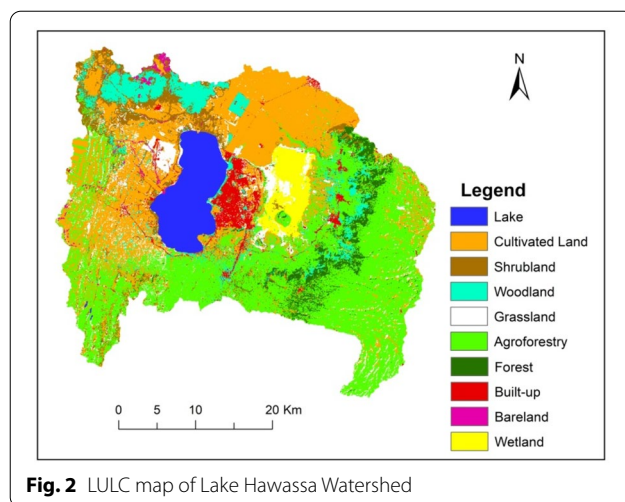 N
Legend
Lake
Cultivated Land
Shrubland
Woodland
Grassland
Agroforestry
Forest
Built-up
Bareland
Wetland
0 5 10 20 Km
Fig. 2 LULC map of Lake Hawassa Watershed